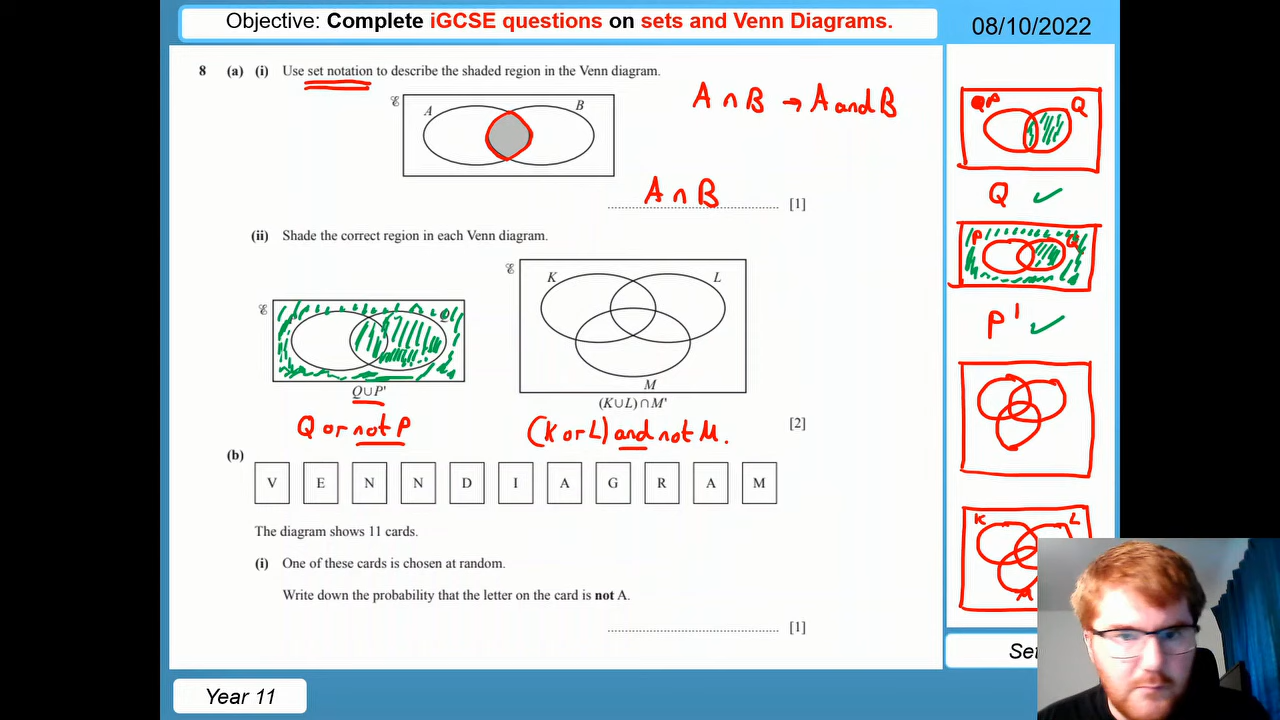 Objective: Complete iGCSE questions on sets and Venn Diagrams.
08/10/2022
8 (a) (i) Use set notation to describe the shaded region in the Venn diagram.
ℰ
A
B
A ∩ B → A and B
A ∩ B
[1]
(ii) Shade the correct region in each Venn diagram.
ℰ
Q
Q∪P'
Q or not P
ℰ
K
L
M
(K∪L)∩M'
(K or L) and not M.
[2]
(b)
V E N N D I A G R A M
The diagram shows 11 cards.
(i) One of these cards is chosen at random.
Write down the probability that the letter on the card is not A.
[1]
P
Q
Q ✓
P
Q
P' ✓
K
L
M
Set
Year 11